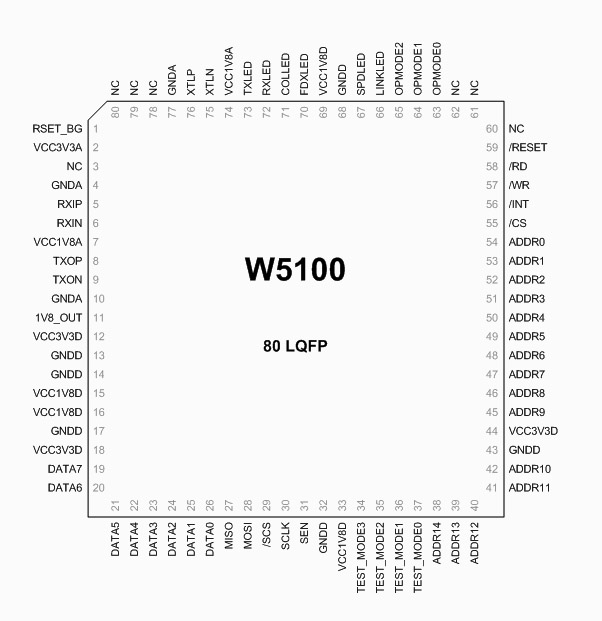 NC
NC
NC
GNDA
XTLP
XTLN
VCC1V8A
TXLED
RXLED
COLLED
FDXLED
VCC1V8D
GNDD
SPDLED
LINKLED
OPMODE2
OPMODE1
OPMODE0
NC
NC
80 79 78 77 76 75 74 73 72 71 70 69 68 67 66 65 64 63 62 61
RSET_BG 1 60 NC
VCC3V3A 2 59 /RESET
NC 3 58 /RD
GNDA 4 57 /WR
RXIP 5 56 /INT
RXIN 6 55 /CS
VCC1V8A 7 54 ADDR0
TXOP 8 53 ADDR1
TXON 9 52 ADDR2
GNDA 10 51 ADDR3
1V8_OUT 11 50 ADDR4
VCC3V3D 12 49 ADDR5
GNDD 13 48 ADDR6
GNDD 14 47 ADDR7
VCC1V8D 15 46 ADDR8
VCC1V8D 16 45 ADDR9
GNDD 17 44 VCC3V3D
VCC3V3D 18 43 GNDD
DATA7 19 42 ADDR10
DATA6 20 41 ADDR11
W5100
80 LQFP
21 22 23 24 25 26 27 28 29 30 31 32 33 34 35 36 37 38 39 40
DATA5
DATA4
DATA3
DATA2
DATA1
DATA0
MISO
MOSI
/SCS
SCLK
SEN
GNDD
VCC1V8D
TEST_MODE3
TEST_MODE2
TEST_MODE1
TEST_MODE0
ADDR14
ADDR13
ADDR12